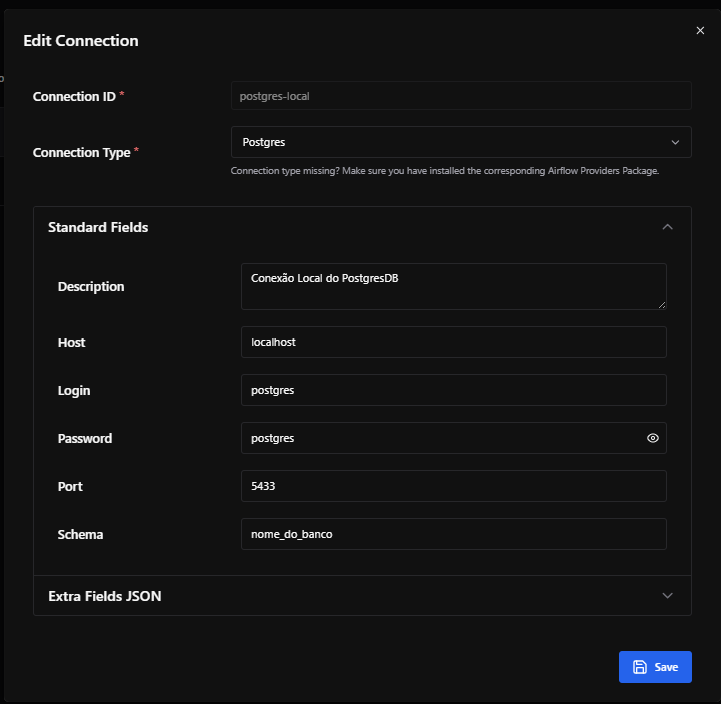 Edit Connection
Connection ID *
postgres-local
Connection Type *
Postgres
Connection type missing? Make sure you have installed the corresponding Airflow Providers Package.
Standard Fields
Description
Conexão Local do PostgresDB
Host
localhost
Login
postgres
Password
postgres
Port
5433
Schema
nome_do_banco
Extra Fields JSON
Save